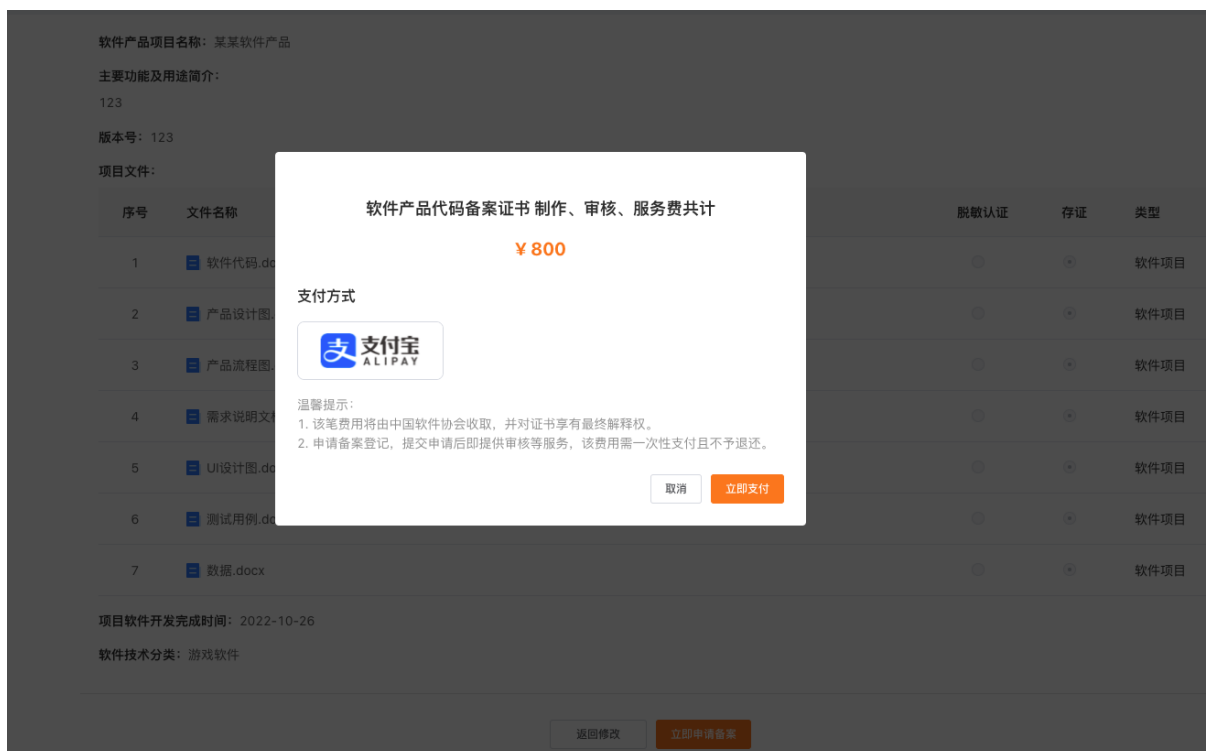 软件产品项目名称：某某软件产品
主要功能及用途简介：
123
版本号：123
项目文件：
序号 文件名称 脱敏认证 存证 类型
软件产品代码备案证书 制作、审核、服务费共计
¥ 800
支付方式
支付宝
ALIPAY
温馨提示：
1. 该笔费用将由中国软件协会收取，并对证书享有最终解释权。
2. 申请备案登记，提交申请后即提供审核等服务，该费用需一次性支付且不予退还。
取消 立即支付
1 软件代码.dc 软件项目
2 产品设计图. 软件项目
3 产品流程图. 软件项目
4 需求说明文 软件项目
5 UI设计图.do 软件项目
6 测试用例.dc 软件项目
7 数据.docx 软件项目
项目软件开发完成时间：2022-10-26
软件技术分类：游戏软件
返回修改 立即申请备案